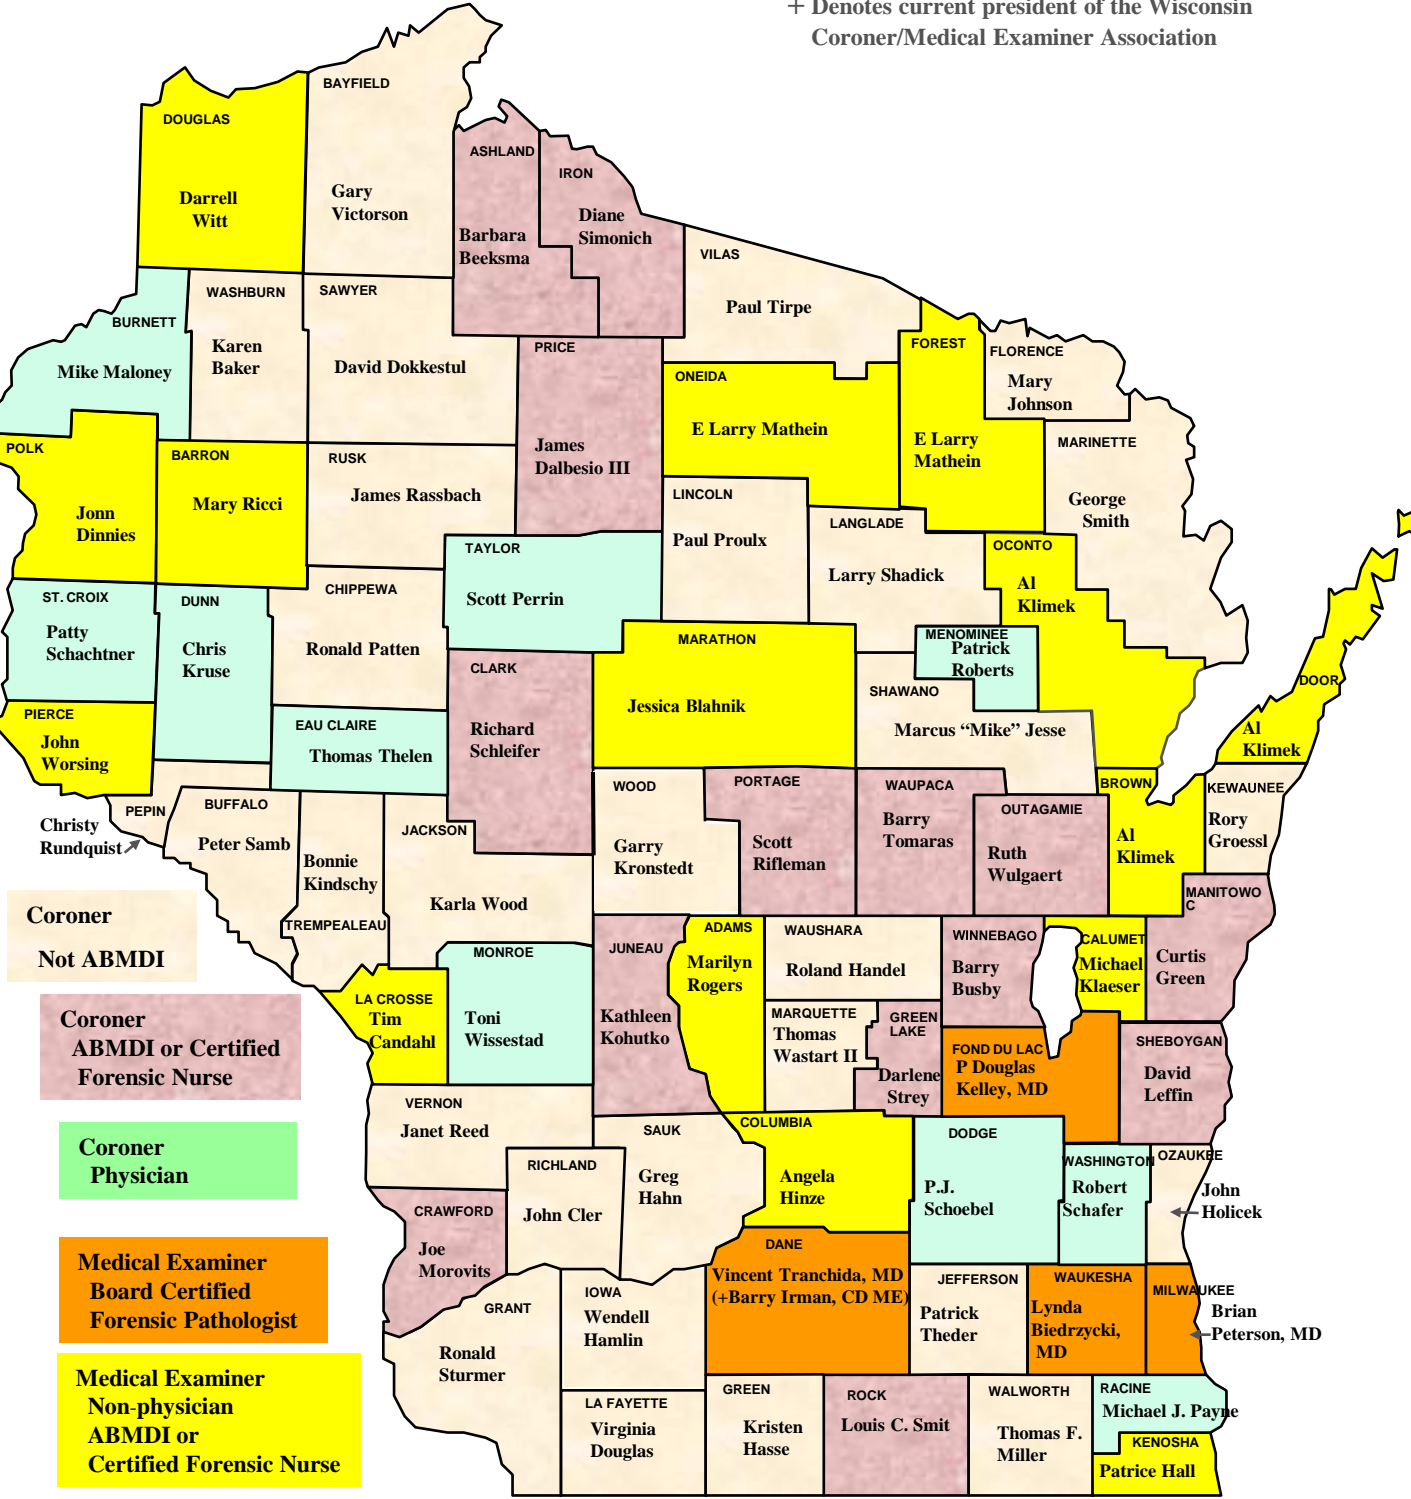 + Denotes current president of the Wisconsin
Coroner/Medical Examiner Association
BAYFIELD
Gary
Victorson
DOUGLAS
Darrell
Witt
ASHLAND
Barbara
Beeksma
IRON
Diane
Simonich
VILAS
Paul Tirpe
BURNETT
Mike Maloney
WASHBURN
Karen
Baker
SAWYER
David Dokkestul
PRICE
James
Dalbesio III
ONEIDA
E Larry Mathein
FOREST
E Larry
Mathein
FLORENCE
Mary
Johnson
MARINETTE
George
Smith
POLK
Jonn
Dinnies
BARRON
Mary Ricci
RUSK
James Rassbach
LINCOLN
Paul Proulx
LANGLADE
Larry Shadick
OCONTO
Al
Klimek
TAYLOR
Scott Perrin
ST. CROIX
Patty
Schachtner
DUNN
Chris
Kruse
CHIPPEWA
Ronald Patten
MARATHON
Jessica Blahnik
MENOMINEE
Patrick
Roberts
CLARK
Richard
Schleifer
SHAWANO
Marcus “Mike” Jesse
DOOR
Al
Klimek
PIERCE
John
Worsing
EAU CLAIRE
Thomas Thelen
PEPIN
Christy
Rundquist
BUFFALO
Peter Samb
Bonnie
Kindschy
TREMPEALEAU
JACKSON
Karla Wood
WOOD
Garry
Kronstedt
PORTAGE
Scott
Rifleman
WAUPACA
Barry
Tomaras
OUTAGAMIE
Ruth
Wulgaert
BROWN
Al
Klimek
KEWAUNEE
Rory
Groessl
MANITOWO
C
Curtis
Green
MONROE
Toni
Wissestad
JUNEAU
Kathleen
Kohutko
ADAMS
Marilyn
Rogers
WAUSHARA
Roland Handel
WINNEBAGO
Barry
Busby
CALUMET
Michael
Klaeser
LA CROSSE
Tim
Candahl
MARQUETTE
Thomas
Wastart II
GREEN
LAKE
Darlene
Strey
FOND DU LAC
P Douglas
Kelley, MD
SHEBOYGAN
David
Leffin
VERNON
Janet Reed
RICHLAND
John Cler
SAUK
Greg
Hahn
COLUMBIA
Angela
Hinze
DODGE
P.J.
Schoebel
WASHINGTON
Robert
Schafer
OZAUKEE
John
Holicek
CRAWFORD
Joe
Morovits
GRANT
Ronald
Sturmer
IOWA
Wendell
Hamlin
DANE
Vincent Tranchida, MD
(+Barry Irman, CD ME)
JEFFERSON
Patrick
Theder
WAUKESHA
Lynda
Biedrzycki,
MD
MILWAUKEE
Brian
Peterson, MD
LA FAYETTE
Virginia
Douglas
GREEN
Kristen
Hasse
ROCK
Louis C. Smit
WALWORTH
Thomas F.
Miller
RACINE
Michael J. Payne
KENOSHA
Patrice Hall
Coroner
Not ABMDI
Coroner
ABMDI or Certified
Forensic Nurse
Coroner
Physician
Medical Examiner
Board Certified
Forensic Pathologist
Medical Examiner
Non-physician
ABMDI or
Certified Forensic Nurse